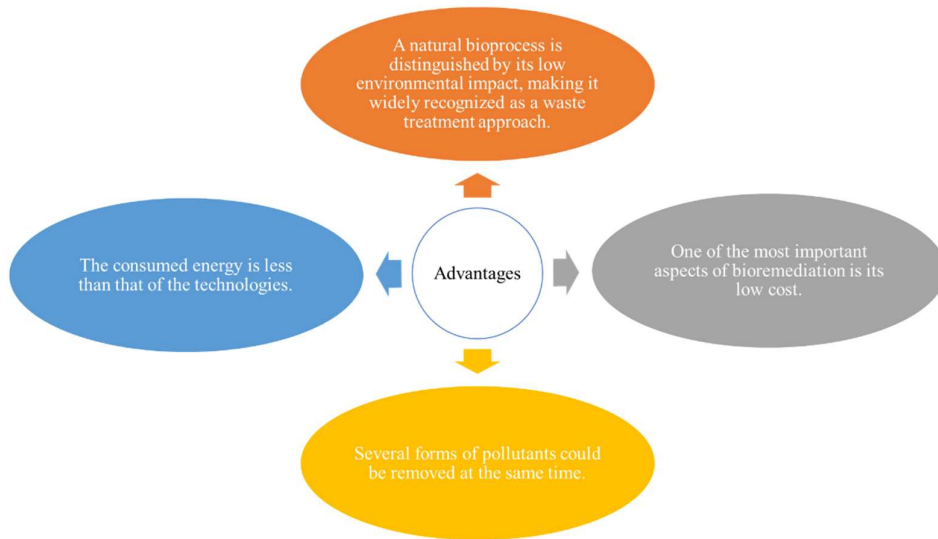 A natural bioprocess is
distinguished by its low
environmental impact, making it
widely recognized as a waste
treatment approach.
The consumed energy is less
than that of the technologies.
Advantages
One of the most important
aspects of bioremediation is its
low cost.
Several forms of pollutants could
be removed at the same time.